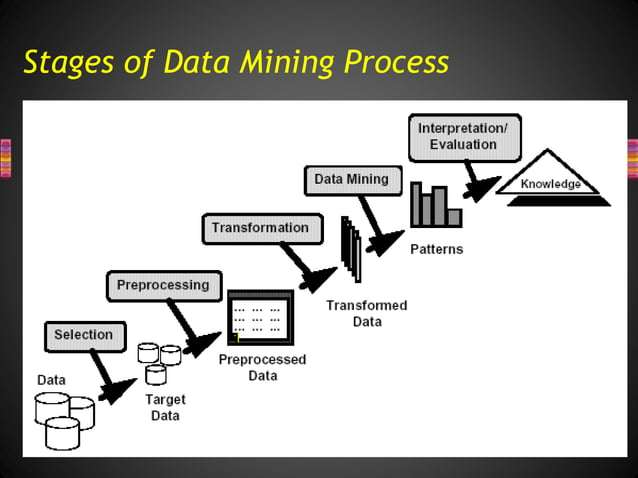 Stages of Data Mining Process
Interpretation/
Evaluation
Knowledge
Data Mining
Patterns
Transformation
Transformed
Data
Preprocessing
... ... ...
... ... ...
... ... ...
Preprocessed
Data
Selection
Target
Data
Data